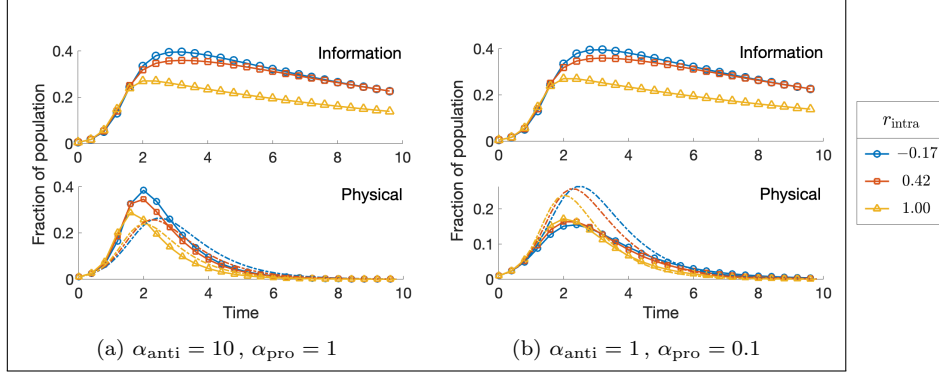 0.4
Information
0.2
0
0 2 4 6 8 10
Fraction of population
0.4
Physical
0.2
0
0 2 4 6 8 10
Time
(a) αanti = 10 , αpro = 1
0.4
Information
0.2
0
0 2 4 6 8 10
Fraction of population
Physical
0.2
0.1
0
0 2 4 6 8 10
Time
(b) αanti = 1 , αpro = 0.1
rintra
−0.17
0.42
1.00